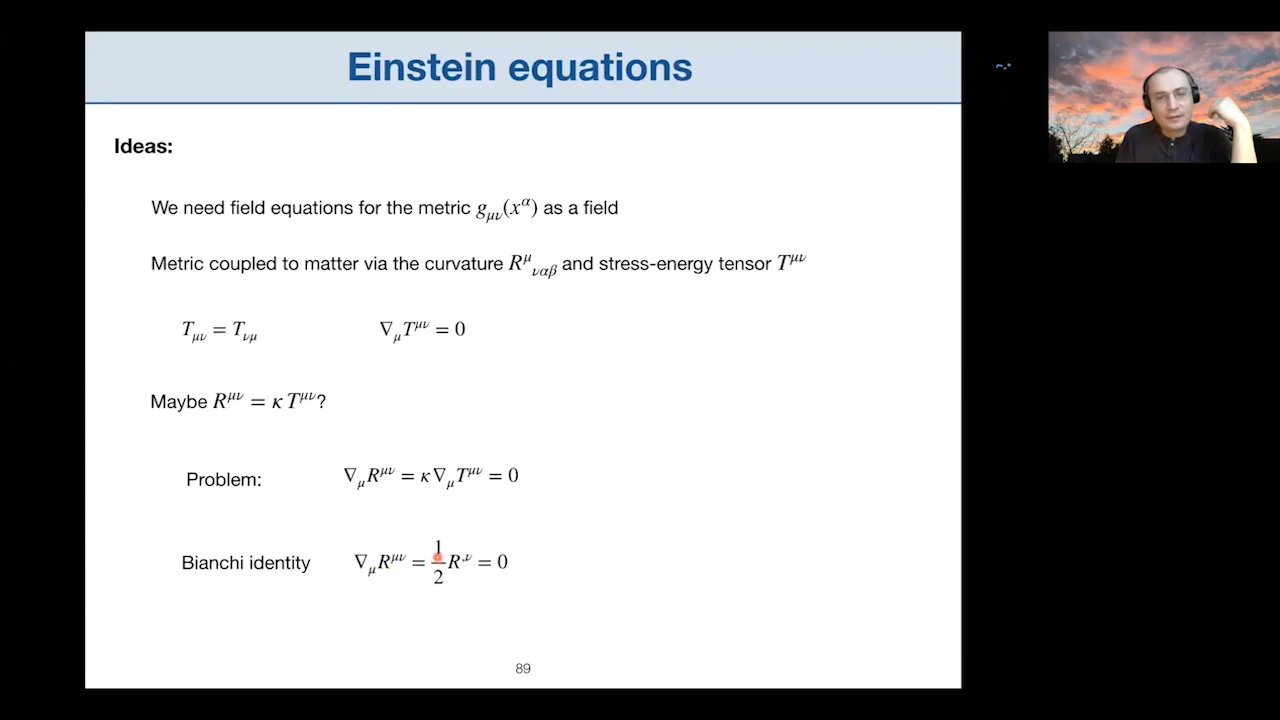 Einstein equations
Ideas:
We need field equations for the metric g_{μν}(x^α) as a field
Metric coupled to matter via the curvature R^μ_{ναβ} and stress-energy tensor T^{μν}
T_{μν} = T_{νμ} ∇_μ T^{μν} = 0
Maybe R^{μν} = κ T^{μν}?
Problem: ∇_μ R^{μν} = κ∇_μ T^{μν} = 0
Bianchi identity ∇_μ R^{μν} = \frac{1}{2} R^{,ν} = 0
89